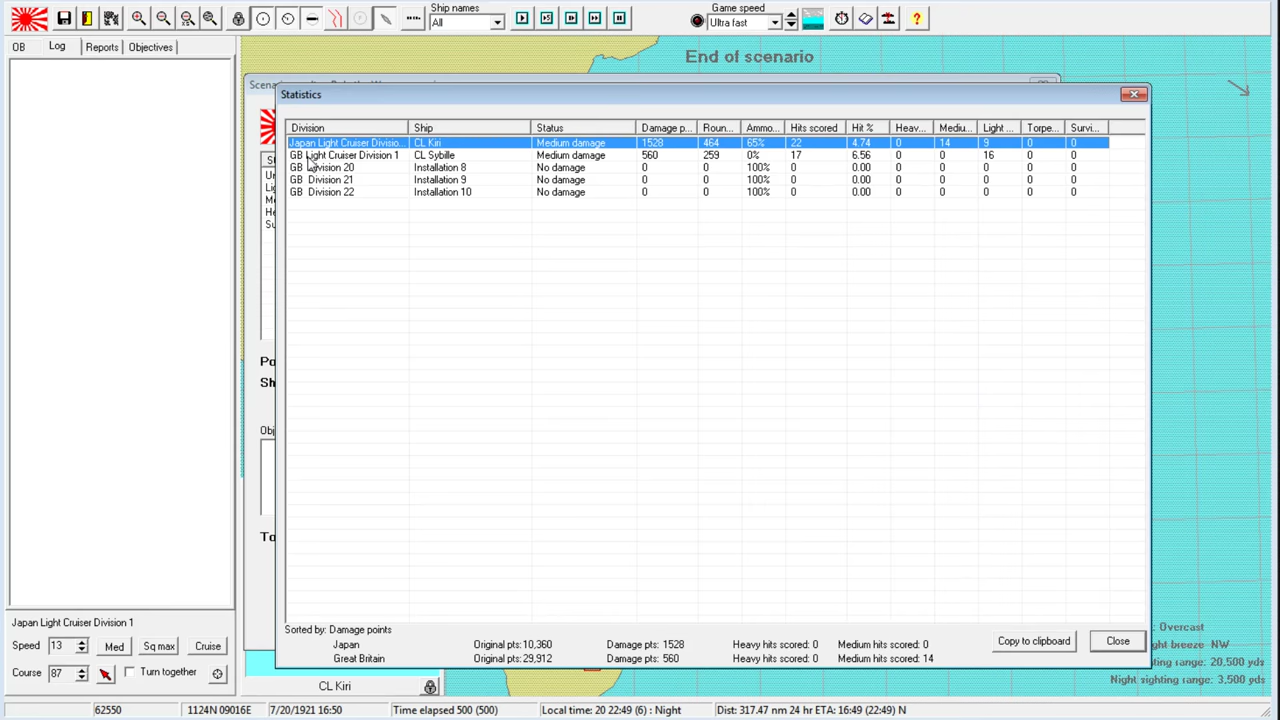 Ship names
All
Game speed
Ultra fast
OB
Log
Reports
Objectives
End of scenario
Statistics
Division Ship Status Damage p... Roun... Ammo... Hits scored Hit % Heav... Mediu... Light ... Torpe... Survi...
Japan Light Cruiser Divisio... CL Kiri Medium damage 1528 464 65% 22 4.74 0 14 9 0 0
GB Light Cruiser Division 1 CL Sybille Medium damage 560 259 0% 17 6.56 0 0 16 0 0
GB Division 20 Installation 8 No damage 0 0 100% 0 0.00 0 0 0 0 0
GB Division 21 Installation 9 No damage 0 0 100% 0 0.00 0 0 0 0 0
GB Division 22 Installation 10 No damage 0 0 100% 0 0.00 0 0 0 0 0
Sorted by: Damage points
Japan Original pts:10,360 Damage pts: 1528 Heavy hits scored: 0 Medium hits scored: 0
Great Britain Original pts:29,912 Damage pts: 560 Heavy hits scored: 0 Medium hits scored: 14
Copy to clipboard
Close
Japan Light Cruiser Division 1
Speed 13 Med Sq max Cruise
Course 87 Turn together
CL Kiri
: Overcast
ght breeze NW
ghting range: 20,500 yds
Night sighting range: 3,500 yds
62550 1124N 09016E 7/20/1921 16:50 Time elapsed 500 (500) Local time: 20 22:49 (6) : Night Dist: 317.47 nm 24 hr ETA: 16:49 (22:49) N